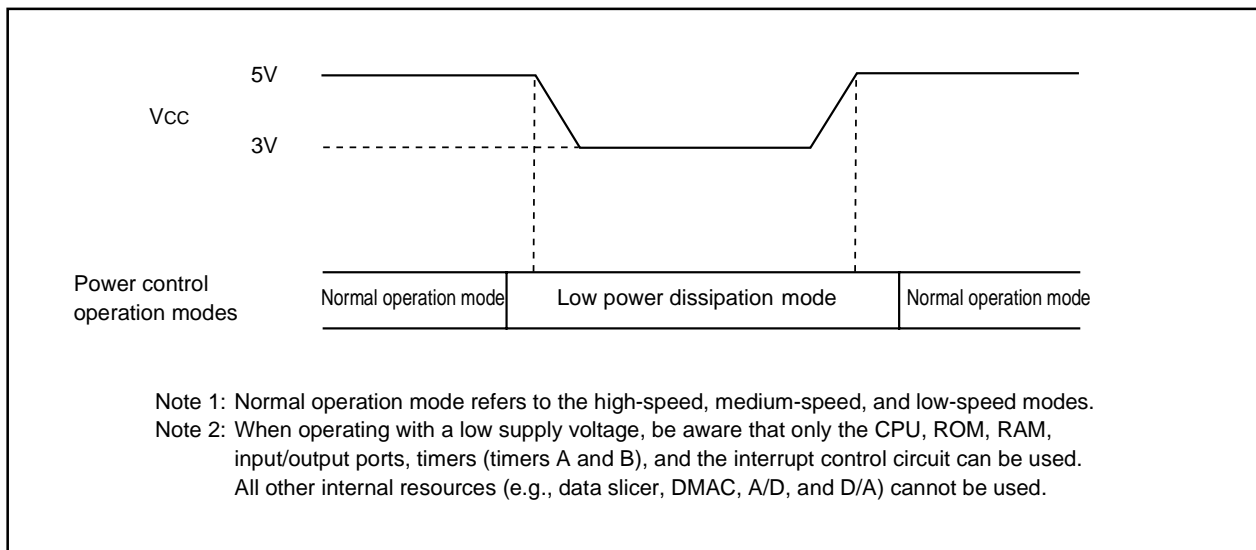 5V
VCC
3V
Power control
operation modes
Normal operation mode
Low power dissipation mode
Normal operation mode
Note 1: Normal operation mode refers to the high-speed, medium-speed, and low-speed modes.
Note 2: When operating with a low supply voltage, be aware that only the CPU, ROM, RAM,
input/output ports, timers (timers A and B), and the interrupt control circuit can be used.
All other internal resources (e.g., data slicer, DMAC, A/D, and D/A) cannot be used.